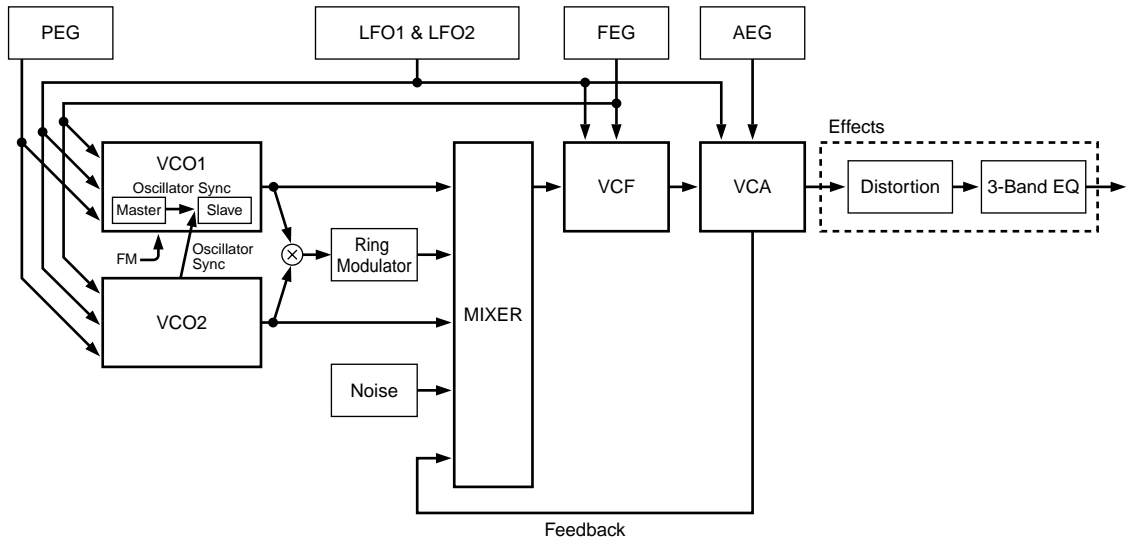 PEG
LFO1 & LFO2
FEG
AEG
Effects
VCO1
Oscillator Sync
Master
Slave
FM
Oscillator
Sync
VCO2
×
Ring
Modulator
Noise
MIXER
VCF
VCA
Distortion
3-Band EQ
Feedback